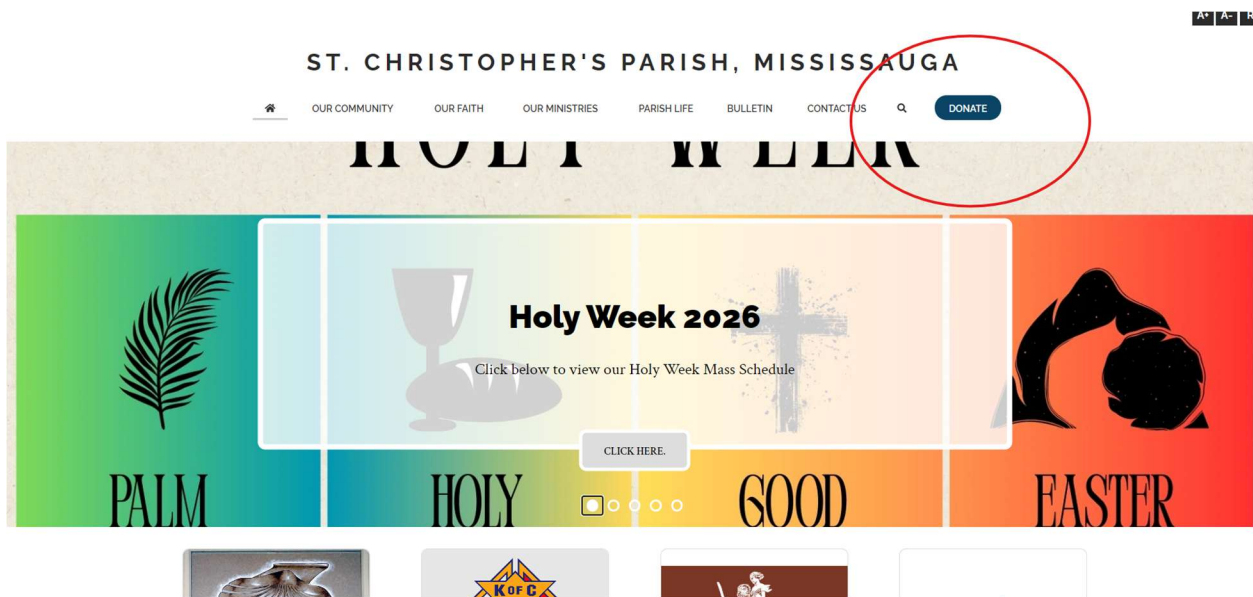 A+ A-
ST. CHRISTOPHER'S PARISH, MISSISSAUGA
OUR COMMUNITY OUR FAITH OUR MINISTRIES PARISH LIFE BULLETIN CONTACT US DONATE
HOLY WEEK
Holy Week 2026
Click below to view our Holy Week Mass Schedule
CLICK HERE.
PALM HOLY GOOD EASTER
K OF C